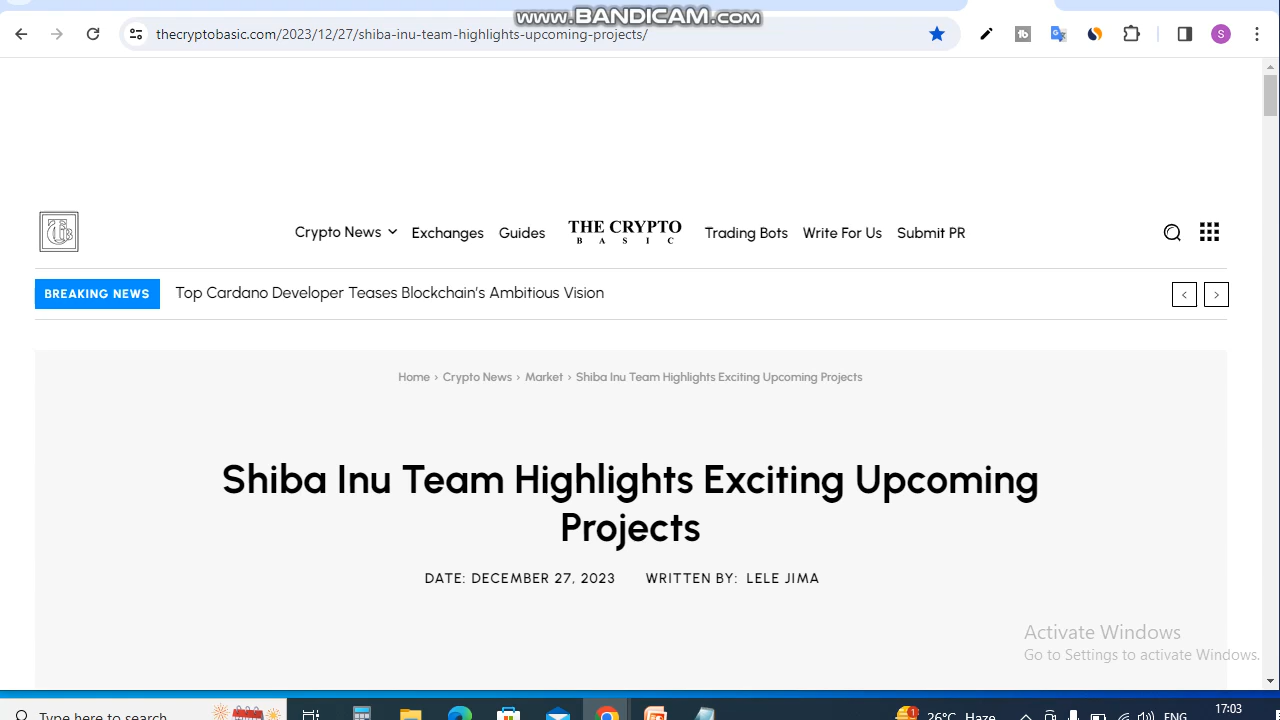 www.BANDICAM.com
thecryptobasic.com/2023/12/27/shiba-inu-team-highlights-upcoming-projects/
S
Crypto News
Exchanges
Guides
THE CRYPTO
BASIC
Trading Bots
Write For Us
Submit PR
BREAKING NEWS
Top Cardano Developer Teases Blockchain's Ambitious Vision
Home › Crypto News › Market › Shiba Inu Team Highlights Exciting Upcoming Projects
Shiba Inu Team Highlights Exciting Upcoming
Projects
DATE: DECEMBER 27, 2023
WRITTEN BY: LELE JIMA
Activate Windows
Go to Settings to activate Windows.
Type here to search
26°C Haze
ENG
17:03